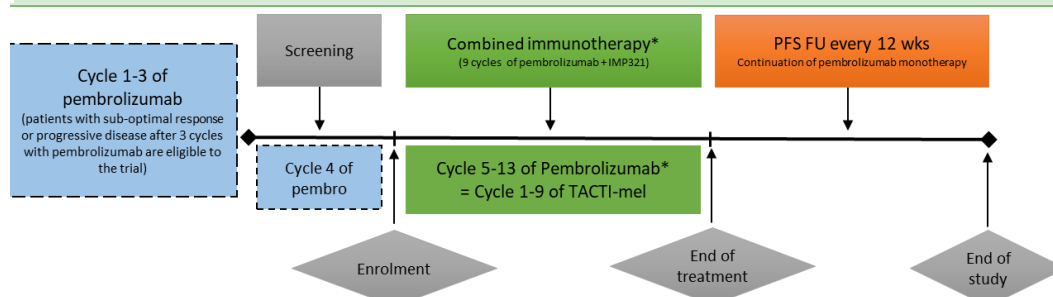 Cycle 1-3 of
pembrolizumab
(patients with sub-optimal response
or progressive disease after 3 cycles
with pembrolizumab are eligible to
the trial)
Screening
Combined immunotherapy*
(9 cycles of pembrolizumab + IMP321)
PFS FU every 12 wks
Continuation of pembrolizumab monotherapy
Cycle 4 of
pembro
Cycle 5-13 of Pembrolizumab*
= Cycle 1-9 of TACTI-mel
Enrolment
End of
treatment
End of
study